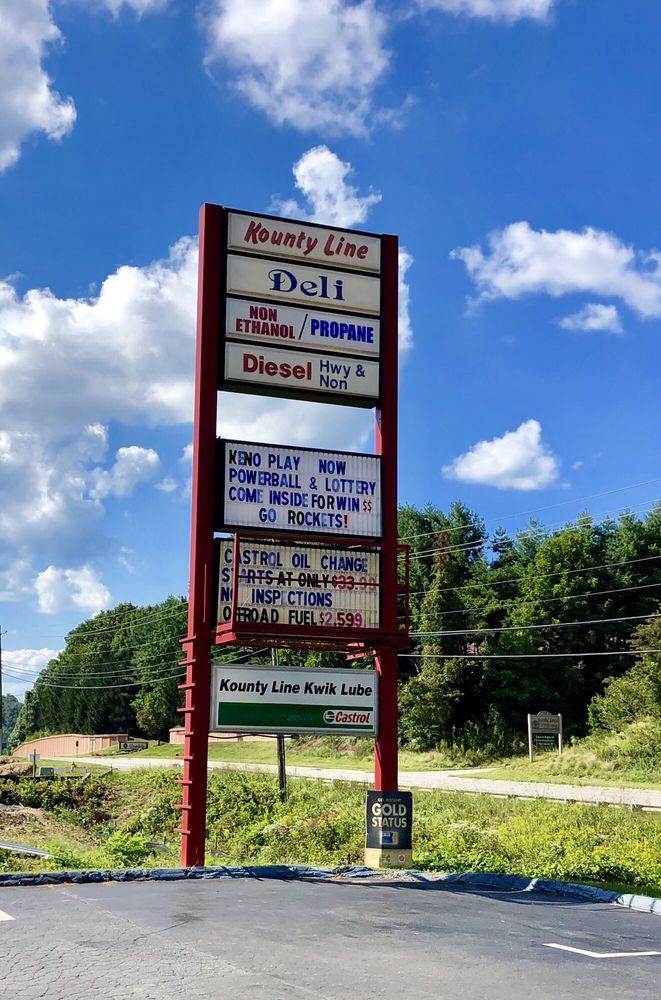 Kounty Line
Deli
NON
ETHANOL / PROPANE
Diesel Hwy &
Non
KENO PLAY NOW
POWERBALL & LOTTERY
COME INSIDE FOR WIN $$
GO ROCKETS!
CASTROL OIL CHANGE
STARTS AT ONLY $33.99
INSPECTIONS
OFFROAD FUEL $2.599
Kounty Line Kwik Lube
Castrol
GOLD
STATUS